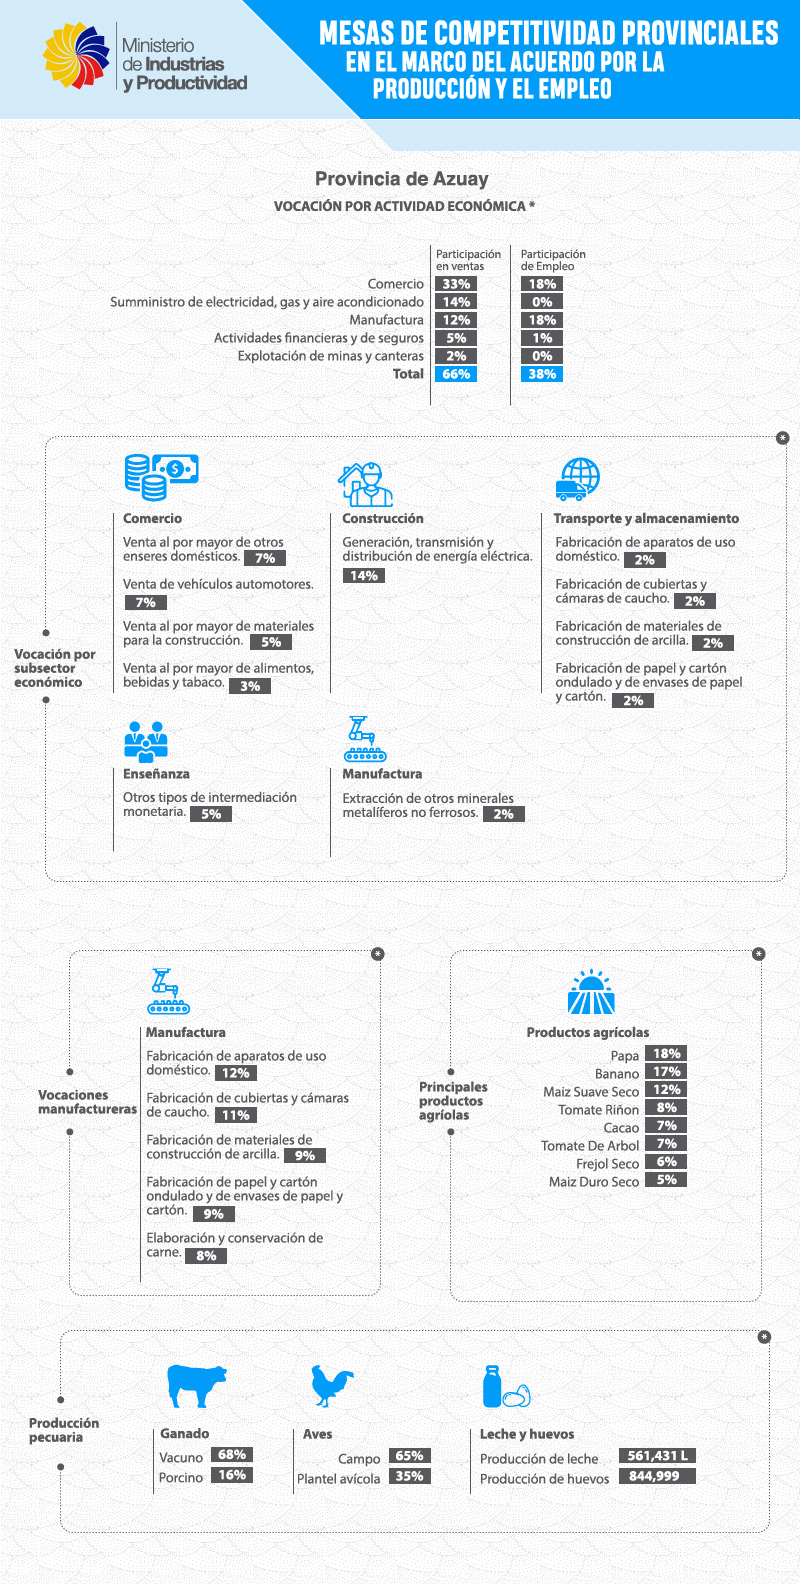 Ministerio
de Industrias
y Productividad
MESAS DE COMPETITIVIDAD PROVINCIALES
EN EL MARCO DEL ACUERDO POR LA
PRODUCCIÓN Y EL EMPLEO
Provincia de Azuay
VOCACIÓN POR ACTIVIDAD ECONÓMICA *
Participación
en ventas
Participación
de Empleo
Comercio 33% 18%
Sumministro de electricidad, gas y aire acondicionado 14% 0%
Manufactura 12% 18%
Actividades financieras y de seguros 5% 1%
Explotación de minas y canteras 2% 0%
Total 66% 38%
*
Vocación por
subsector
económico
Comercio
Venta al por mayor de otros
enseres domésticos. 7%
Venta de vehículos automotores.
7%
Venta al por mayor de materiales
para la construcción. 5%
Venta al por mayor de alimentos,
bebidas y tabaco. 3%
Construcción
Generación, transmisión y
distribución de energía eléctrica.
14%
Transporte y almacenamiento
Fabricación de aparatos de uso
doméstico. 2%
Fabricación de cubiertas y
cámaras de caucho. 2%
Fabricación de materiales de
construcción de arcilla. 2%
Fabricación de papel y cartón
ondulado y de envases de papel
y cartón. 2%
Enseñanza
Otros tipos de intermediación
monetaria. 5%
Manufactura
Extracción de otros minerales
metalíferos no ferrosos. 2%
*
Vocaciones
manufactureras
Manufactura
Fabricación de aparatos de uso
doméstico. 12%
Fabricación de cubiertas y cámaras
de caucho. 11%
Fabricación de materiales de
construcción de arcilla. 9%
Fabricación de papel y cartón
ondulado y de envases de papel y
cartón. 9%
Elaboración y conservación de
carne. 8%
*
Principales
productos
agríolas
Productos agrícolas
Papa 18%
Banano 17%
Maiz Suave Seco 12%
Tomate Riñon 8%
Cacao 7%
Tomate De Arbol 7%
Frejol Seco 6%
Maiz Duro Seco 5%
*
Producción
pecuaria
Ganado
Vacuno 68%
Porcino 16%
Aves
Campo 65%
Plantel avícola 35%
Leche y huevos
Producción de leche 561,431 L
Producción de huevos 844,999